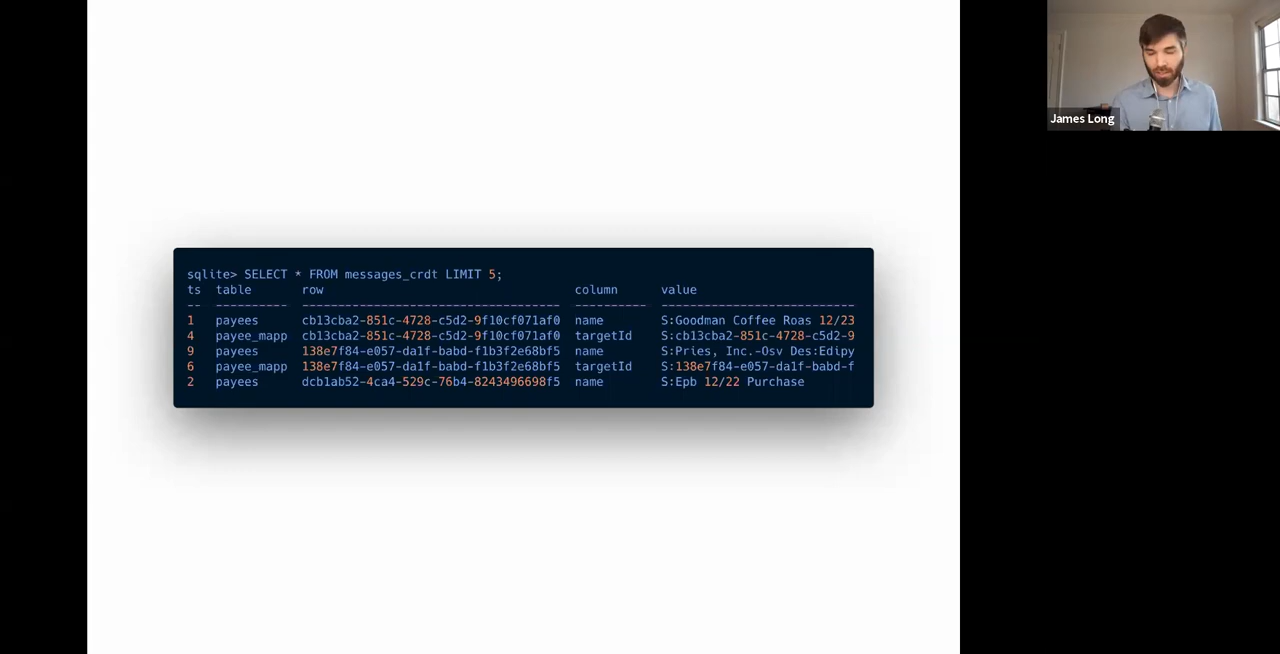 sqlite> SELECT * FROM messages_crdt LIMIT 5;
ts table row column value
-- ---------- ------------------------------------ ---------- ---------------------------
1 payees cb13cba2-851c-4728-c5d2-9f10cf071af0 name S:Goodman Coffee Roas 12/23
4 payee_mapp cb13cba2-851c-4728-c5d2-9f10cf071af0 targetId S:cb13cba2-851c-4728-c5d2-9
9 payees 138e7f84-e057-da1f-babd-f1b3f2e68bf5 name S:Pries, Inc.-Osv Des:Edipy
6 payee_mapp 138e7f84-e057-da1f-babd-f1b3f2e68bf5 targetId S:138e7f84-e057-da1f-babd-f
2 payees dcb1ab52-4ca4-529c-76b4-8243496698f5 name S:Epb 12/22 Purchase
James Long